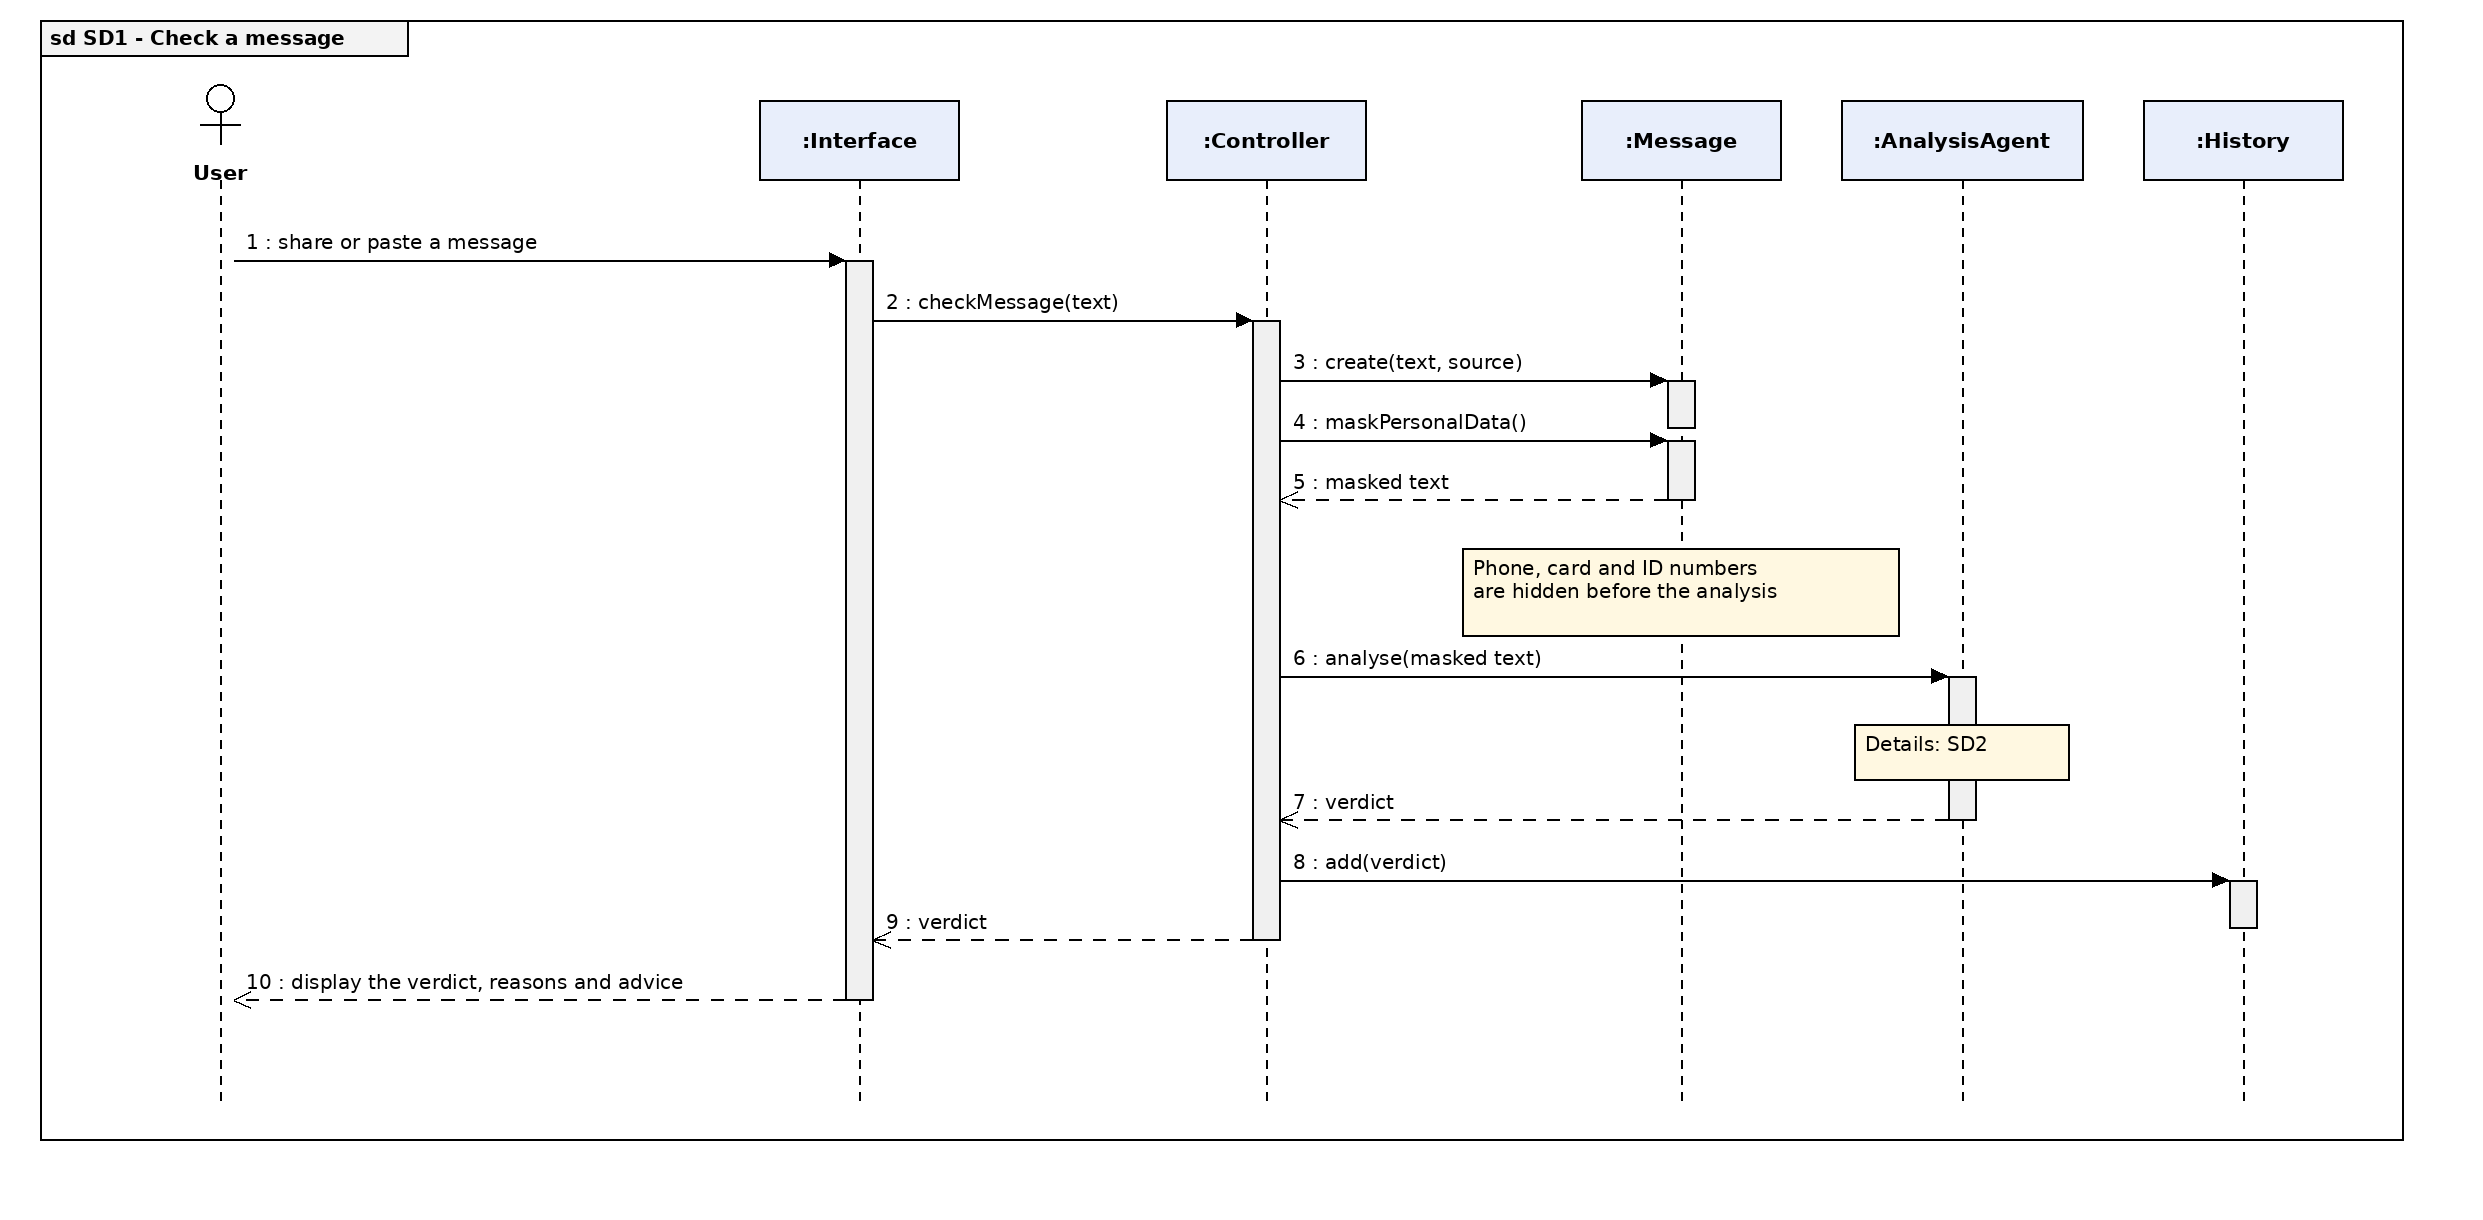 sd SD1 - Check a message
User
:Interface
:Controller
:Message
:AnalysisAgent
:History
1 : share or paste a message
2 : checkMessage(text)
3 : create(text, source)
4 : maskPersonalData()
5 : masked text
Phone, card and ID numbers
are hidden before the analysis
6 : analyse(masked text)
Details: SD2
7 : verdict
8 : add(verdict)
9 : verdict
10 : display the verdict, reasons and advice